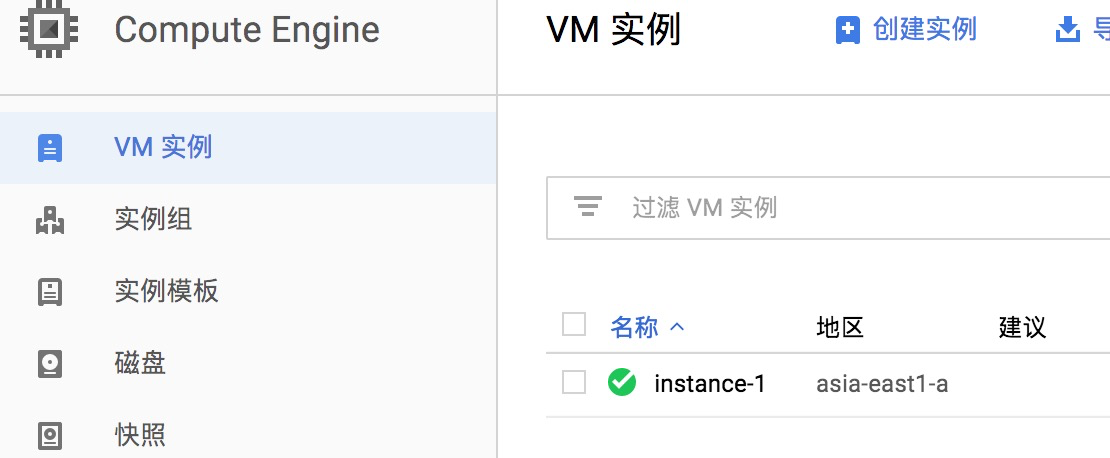 Compute Engine
VM 实例
实例组
实例模板
磁盘
快照
VM 实例 创建实例
过滤 VM 实例
名称 地区 建议
instance-1 asia-east1-a